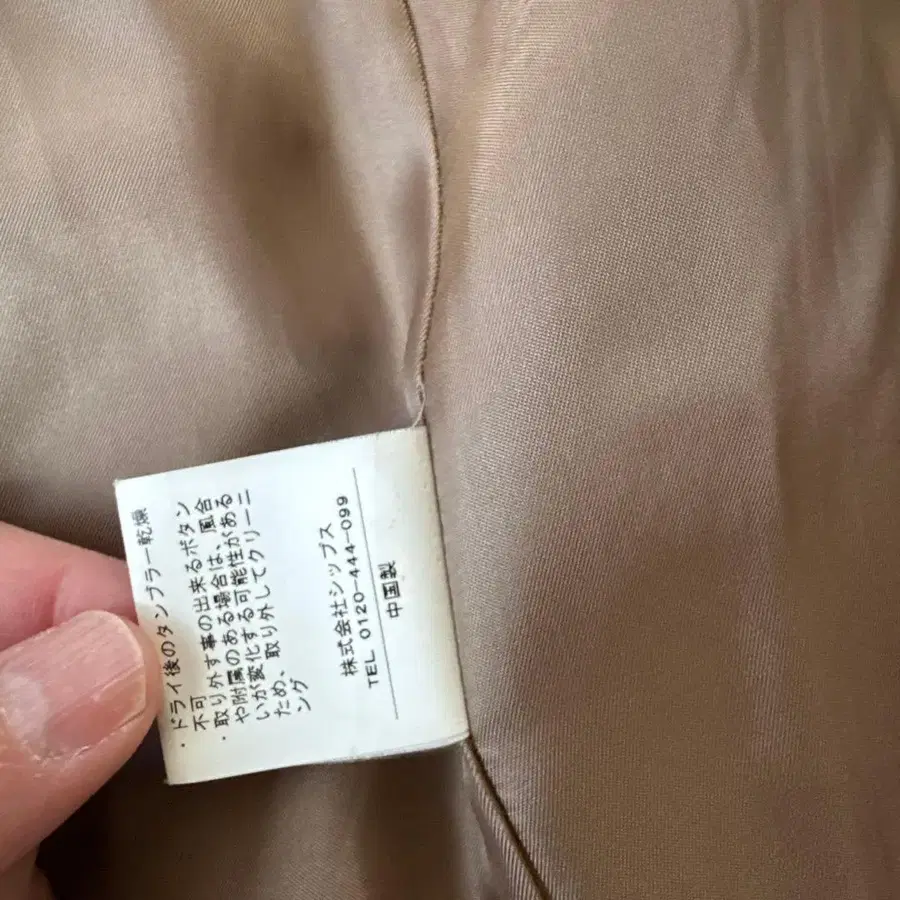 ・ドライ後のタンブラー乾燥
不可
・取り外す事の出来るボタン
や附属のある場合は、風合
いが変化する可能性がある
ため、取り外してクリーニ
ング
株式会社シップス
TEL 0120-444-099
中国製